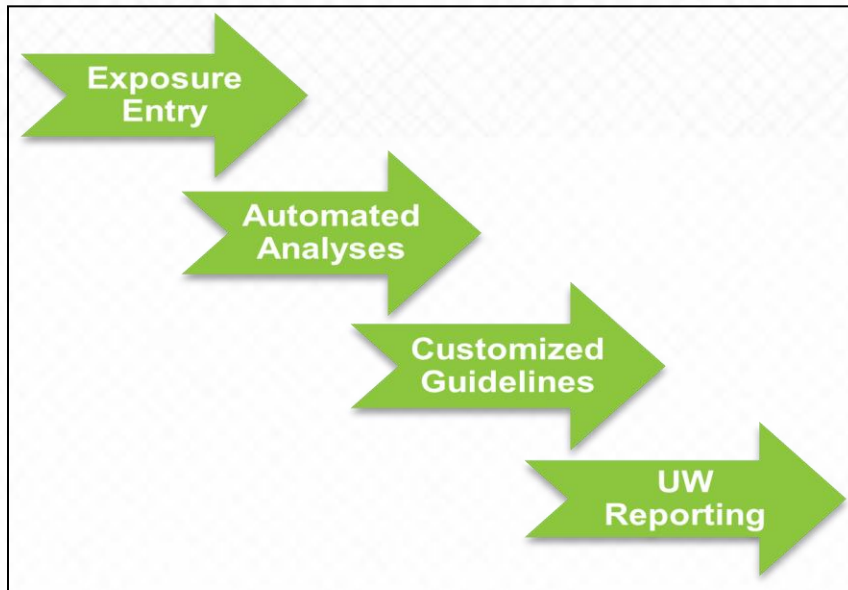 Exposure
Entry
Automated
Analyses
Customized
Guidelines
UW
Reporting